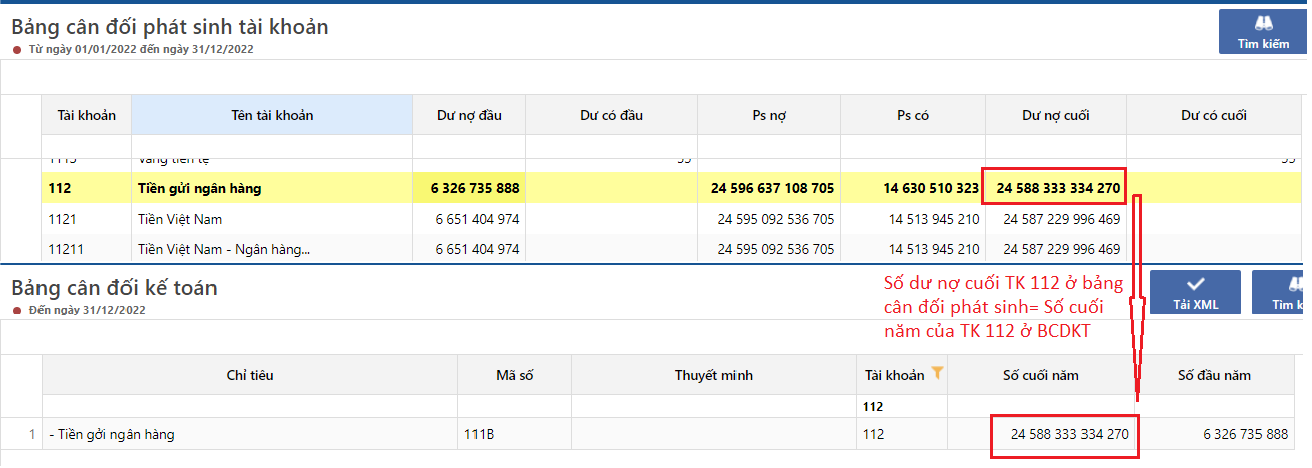 Bảng cân đối phát sinh tài khoản
Từ ngày 01/01/2022 đến ngày 31/12/2022
Tìm kiếm
Tài khoản Tên tài khoản Dư nợ đầu Dư có đầu Ps nợ Ps có Dư nợ cuối Dư có cuối
112 Tiền gửi ngân hàng 6 326 735 888 24 596 637 108 705 14 630 510 323 24 588 333 334 270
1121 Tiền Việt Nam 6 651 404 974 24 595 092 536 705 14 513 945 210 24 587 229 996 469
11211 Tiền Việt Nam - Ngân hàng... 6 651 404 974 24 595 092 536 705 14 513 945 210 24 587 229 996 469
Bảng cân đối kế toán
Đến ngày 31/12/2022
Số dư nợ cuối TK 112 ở bảng
cân đối phát sinh= Số cuối
năm của TK 112 ở BCDKT
Tải XML
Tìm k
Chỉ tiêu Mã số Thuyết minh Tài khoản Số cuối năm Số đầu năm
112
1 - Tiền gởi ngân hàng 111B 112 24 588 333 334 270 6 326 735 888